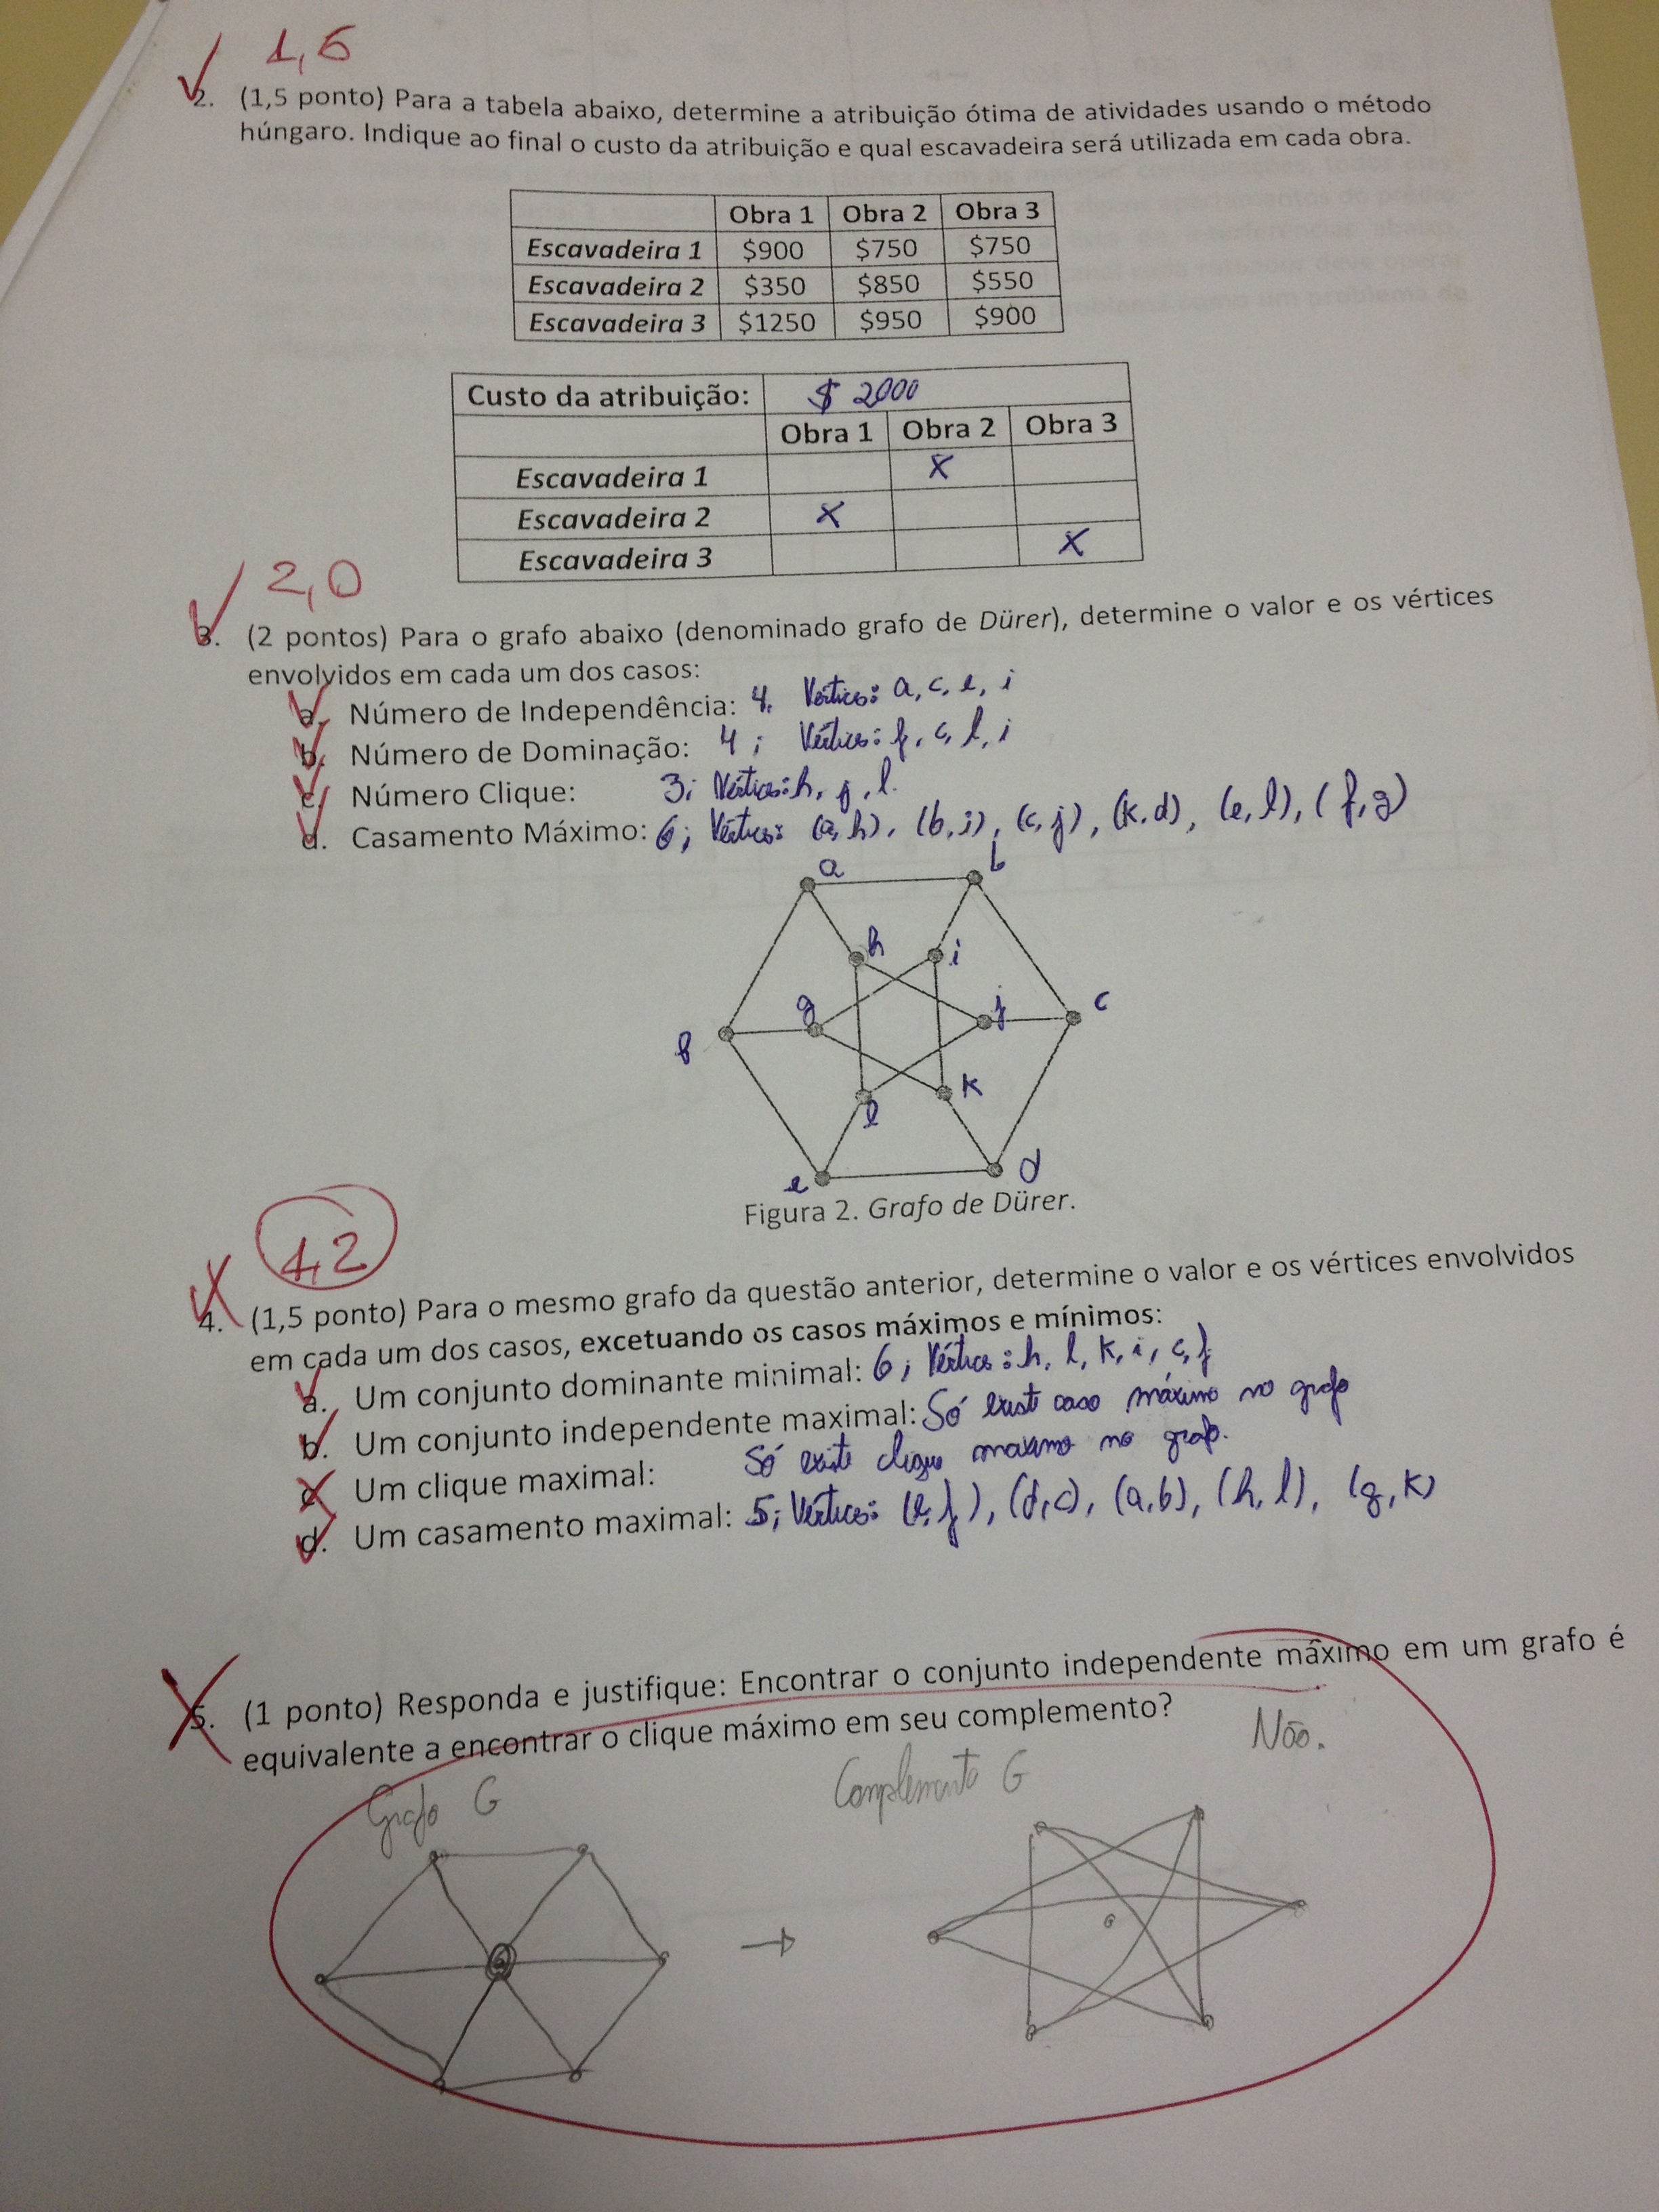 1,5
2. (1,5 ponto) Para a tabela abaixo, determine a atribuição ótima de atividades usando o método
húngaro. Indique ao final o custo da atribuição e qual escavadeira será utilizada em cada obra.
Obra 1 Obra 2 Obra 3
Escavadeira 1 $900 $750 $750
Escavadeira 2 $350 $850 $550
Escavadeira 3 $1250 $950 $900
Custo da atribuição: $ 2000
Obra 1 Obra 2 Obra 3
Escavadeira 1 X
Escavadeira 2 X
Escavadeira 3 X
2,0
3. (2 pontos) Para o grafo abaixo (denominado grafo de Dürer), determine o valor e os vértices
envolvidos em cada um dos casos:
a. Número de Independência: 4. Vértices: a, c, e, i
b. Número de Dominação: 4; Vértices: f, c, l, i
c. Número Clique: 3; Vértices: h, j, l.
d. Casamento Máximo: 6; Vértices: (a, h), (b, i), (c, j), (k, d), (e, l), (f, g)
a b
h i
g j c
f
l k
e d
Figura 2. Grafo de Dürer.
1,2
4. (1,5 ponto) Para o mesmo grafo da questão anterior, determine o valor e os vértices envolvidos
em cada um dos casos, excetuando os casos máximos e mínimos:
a. Um conjunto dominante minimal: 6; Vértices: h, l, k, i, c, f
b. Um conjunto independente maximal: Só existe caso máximo no grafo
c. Um clique maximal: Só existe clique maximo no grafo.
d. Um casamento maximal: 5; Vértices: (e, f), (d, c), (a, b), (h, l), (g, k)
5. (1 ponto) Responda e justifique: Encontrar o conjunto independente máximo em um grafo é
equivalente a encontrar o clique máximo em seu complemento? Não.
Grafo G Complemento G